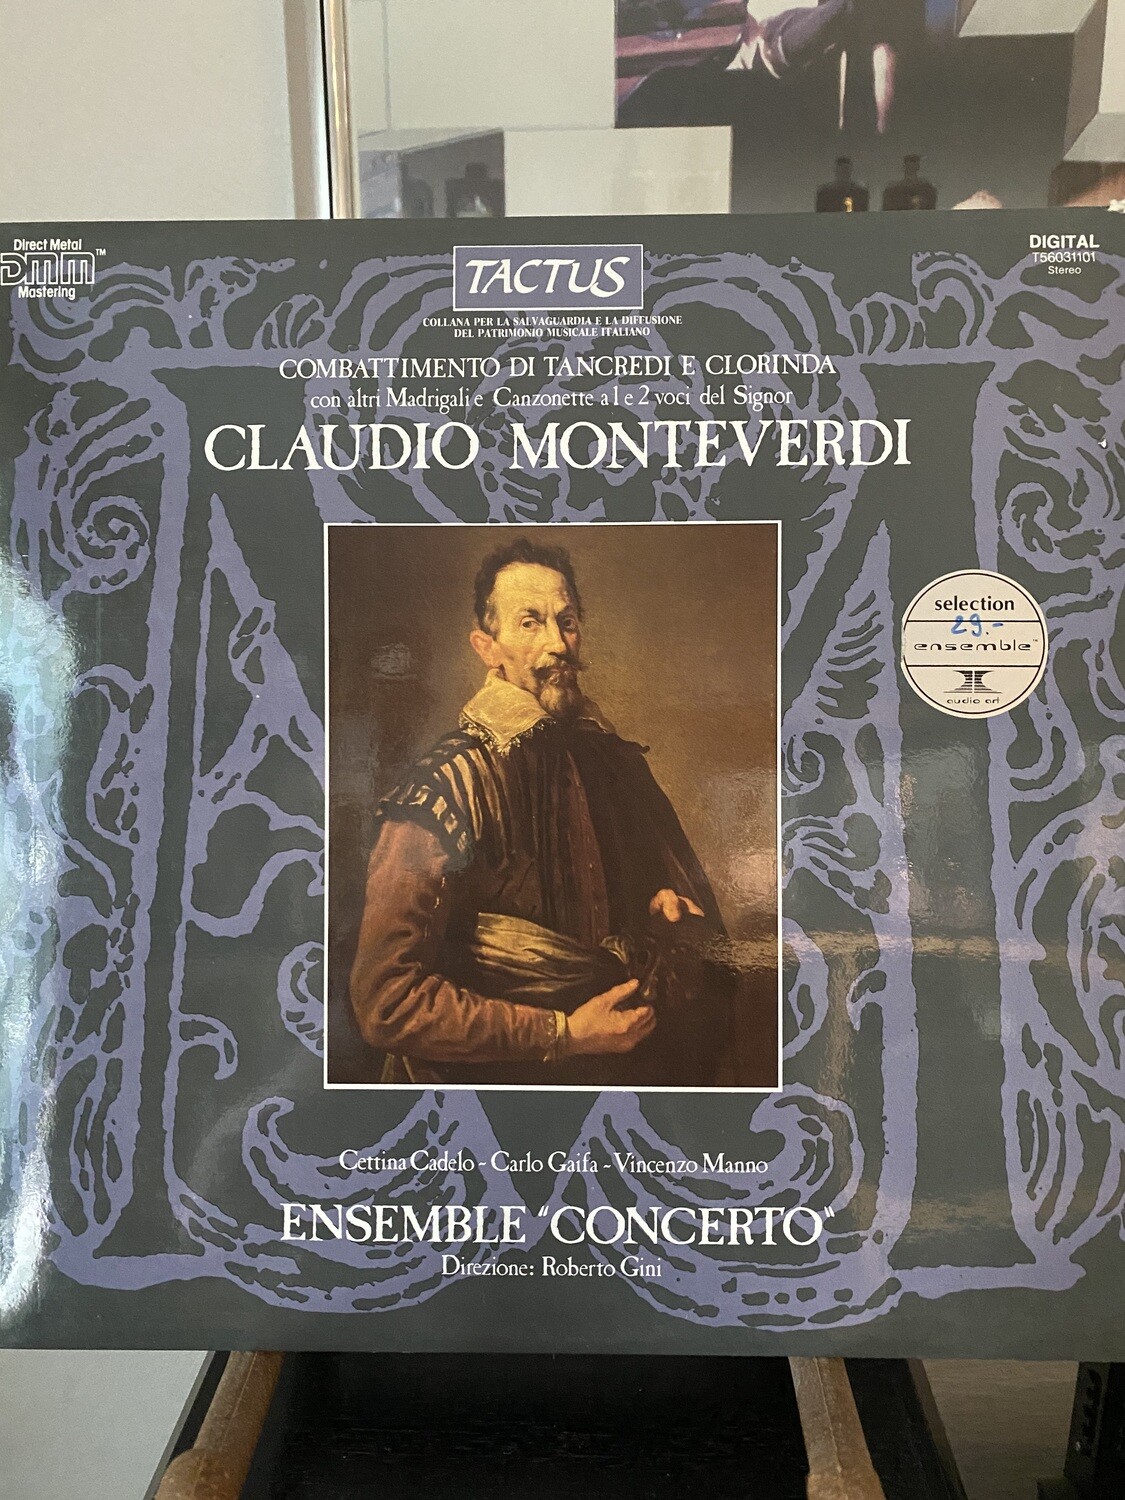 Direct Metal
DMM™
Mastering
TACTUS
DIGITAL
T56031101
Stereo
COLLANA PER LA SALVAGUARDIA E LA DIFFUSIONE
DEL PATRIMONIO MUSICALE ITALIANO
COMBATTIMENTO DI TANCREDI E CLORINDA
con altri Madrigali e Canzonette a 1 e 2 voci del Signor
CLAUDIO MONTEVERDI
selection
29.-
ensemble™
audio art
Cettina Cadelo - Carlo Gaifa - Vincenzo Manno
ENSEMBLE "CONCERTO"
Direzione: Roberto Gini